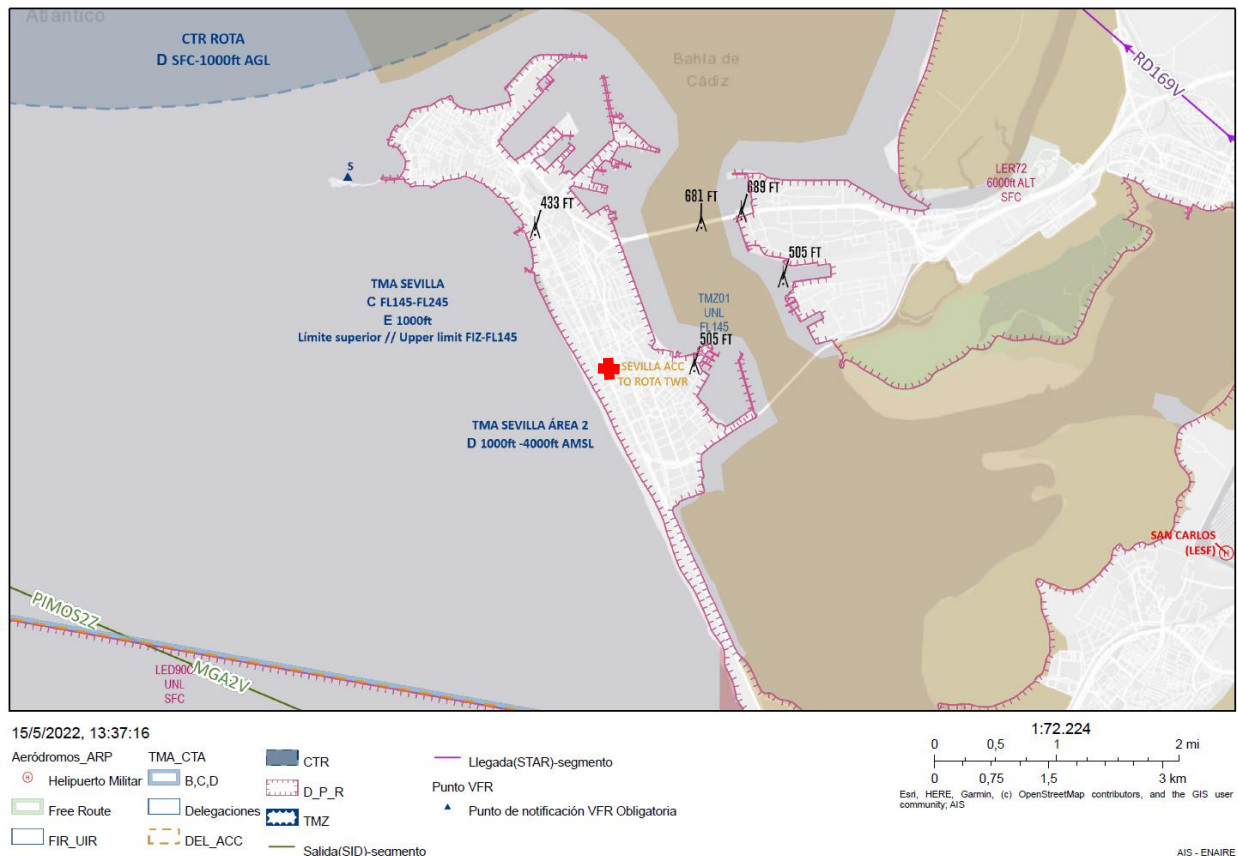 Atlántico
CTR ROTA
D SFC-1000ft AGL
Bahía de
Cádiz
RD169V
S
LER72
6000ft ALT
SFC
433 FT
681 FT
689 FT
505 FT
TMA SEVILLA
C FL145-FL245
E 1000ft
Límite superior // Upper limit FIZ-FL145
TMZ01
UNL
FL145
505 FT
SEVILLA ACC
TO ROTA TWR
TMA SEVILLA ÁREA 2
D 1000ft -4000ft AMSL
SAN CARLOS
(LESF)
H
PIMOS2Z
MGA2V
LED90C
UNL
SFC
15/5/2022, 13:37:16
Aeródromos_ARP
Helipuerto Militar
Free Route
FIR_UIR
TMA_CTA
B,C,D
Delegaciones
DEL_ACC
CTR
D_P_R
TMZ
Salida(SID)-segmento
Llegada(STAR)-segmento
Punto VFR
Punto de notificación VFR Obligatoria
1:72.224
0 0,5 1 2 mi
0 0,75 1,5 3 km
Esri, HERE, Garmin, (c) OpenStreetMap contributors, and the GIS user
community; AIS
AIS - ENAIRE